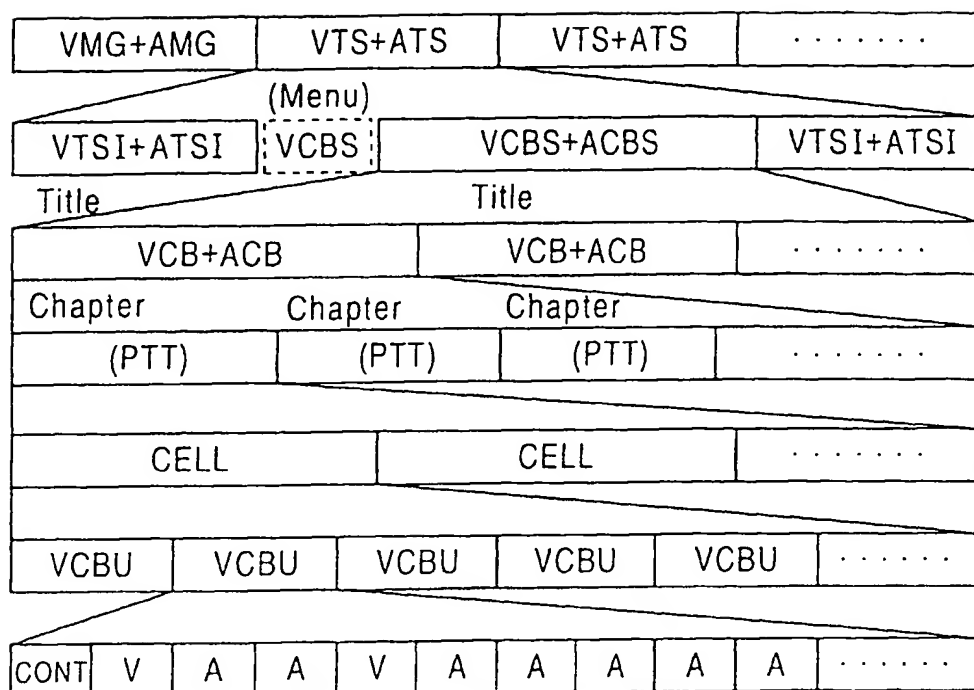 VMG+AMG VTS+ATS VTS+ATS .......
(Menu)
VTSI+ATSI VCBS VCBS+ACBS VTSI+ATSI
Title Title
VCB+ACB VCB+ACB .......
Chapter Chapter Chapter
(PTT) (PTT) (PTT) .......
CELL CELL .......
VCBU VCBU VCBU VCBU VCBU ......
CONT V A A V A A A A A ......